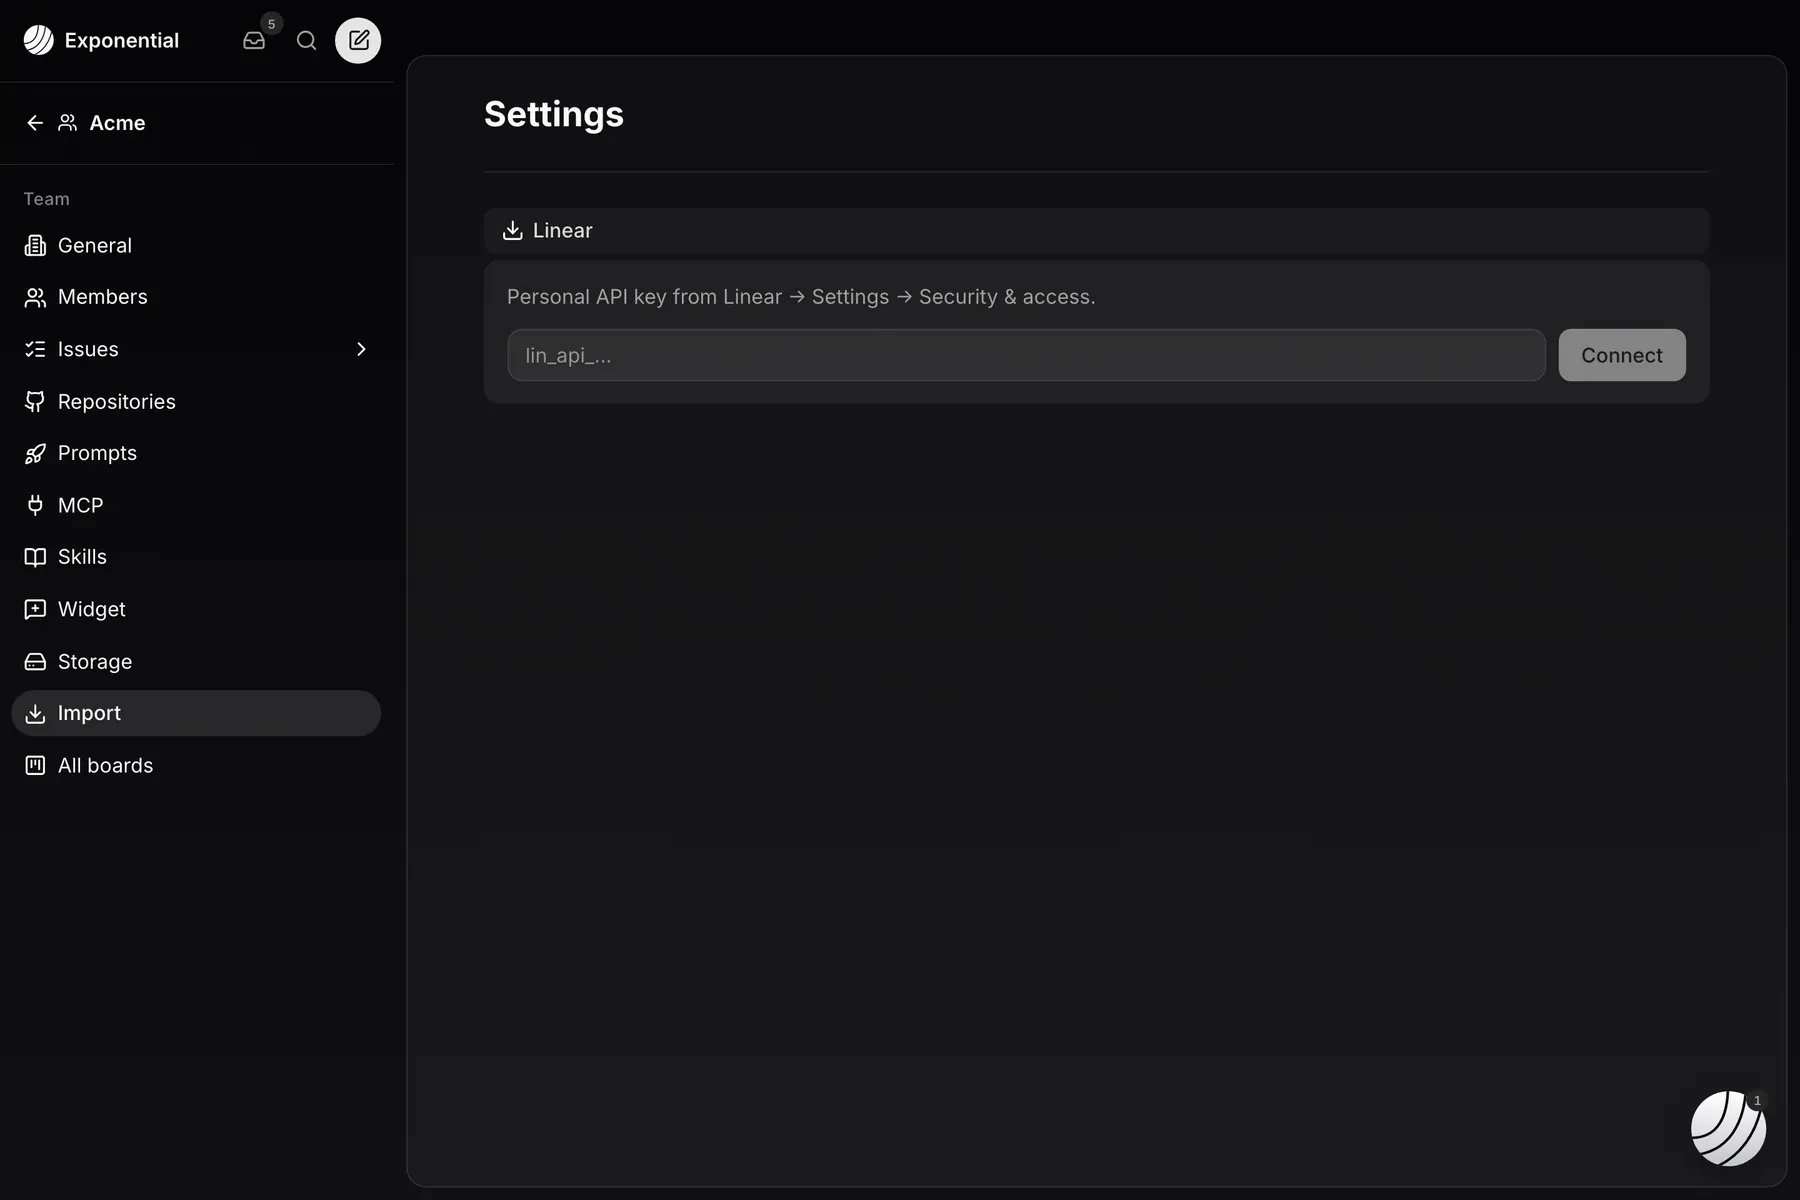 Exponential
5
Acme
Team
General
Members
Issues
Repositories
Prompts
MCP
Skills
Widget
Storage
Import
All boards
Settings
Linear
Personal API key from Linear → Settings → Security & access.
lin_api_...
Connect
1